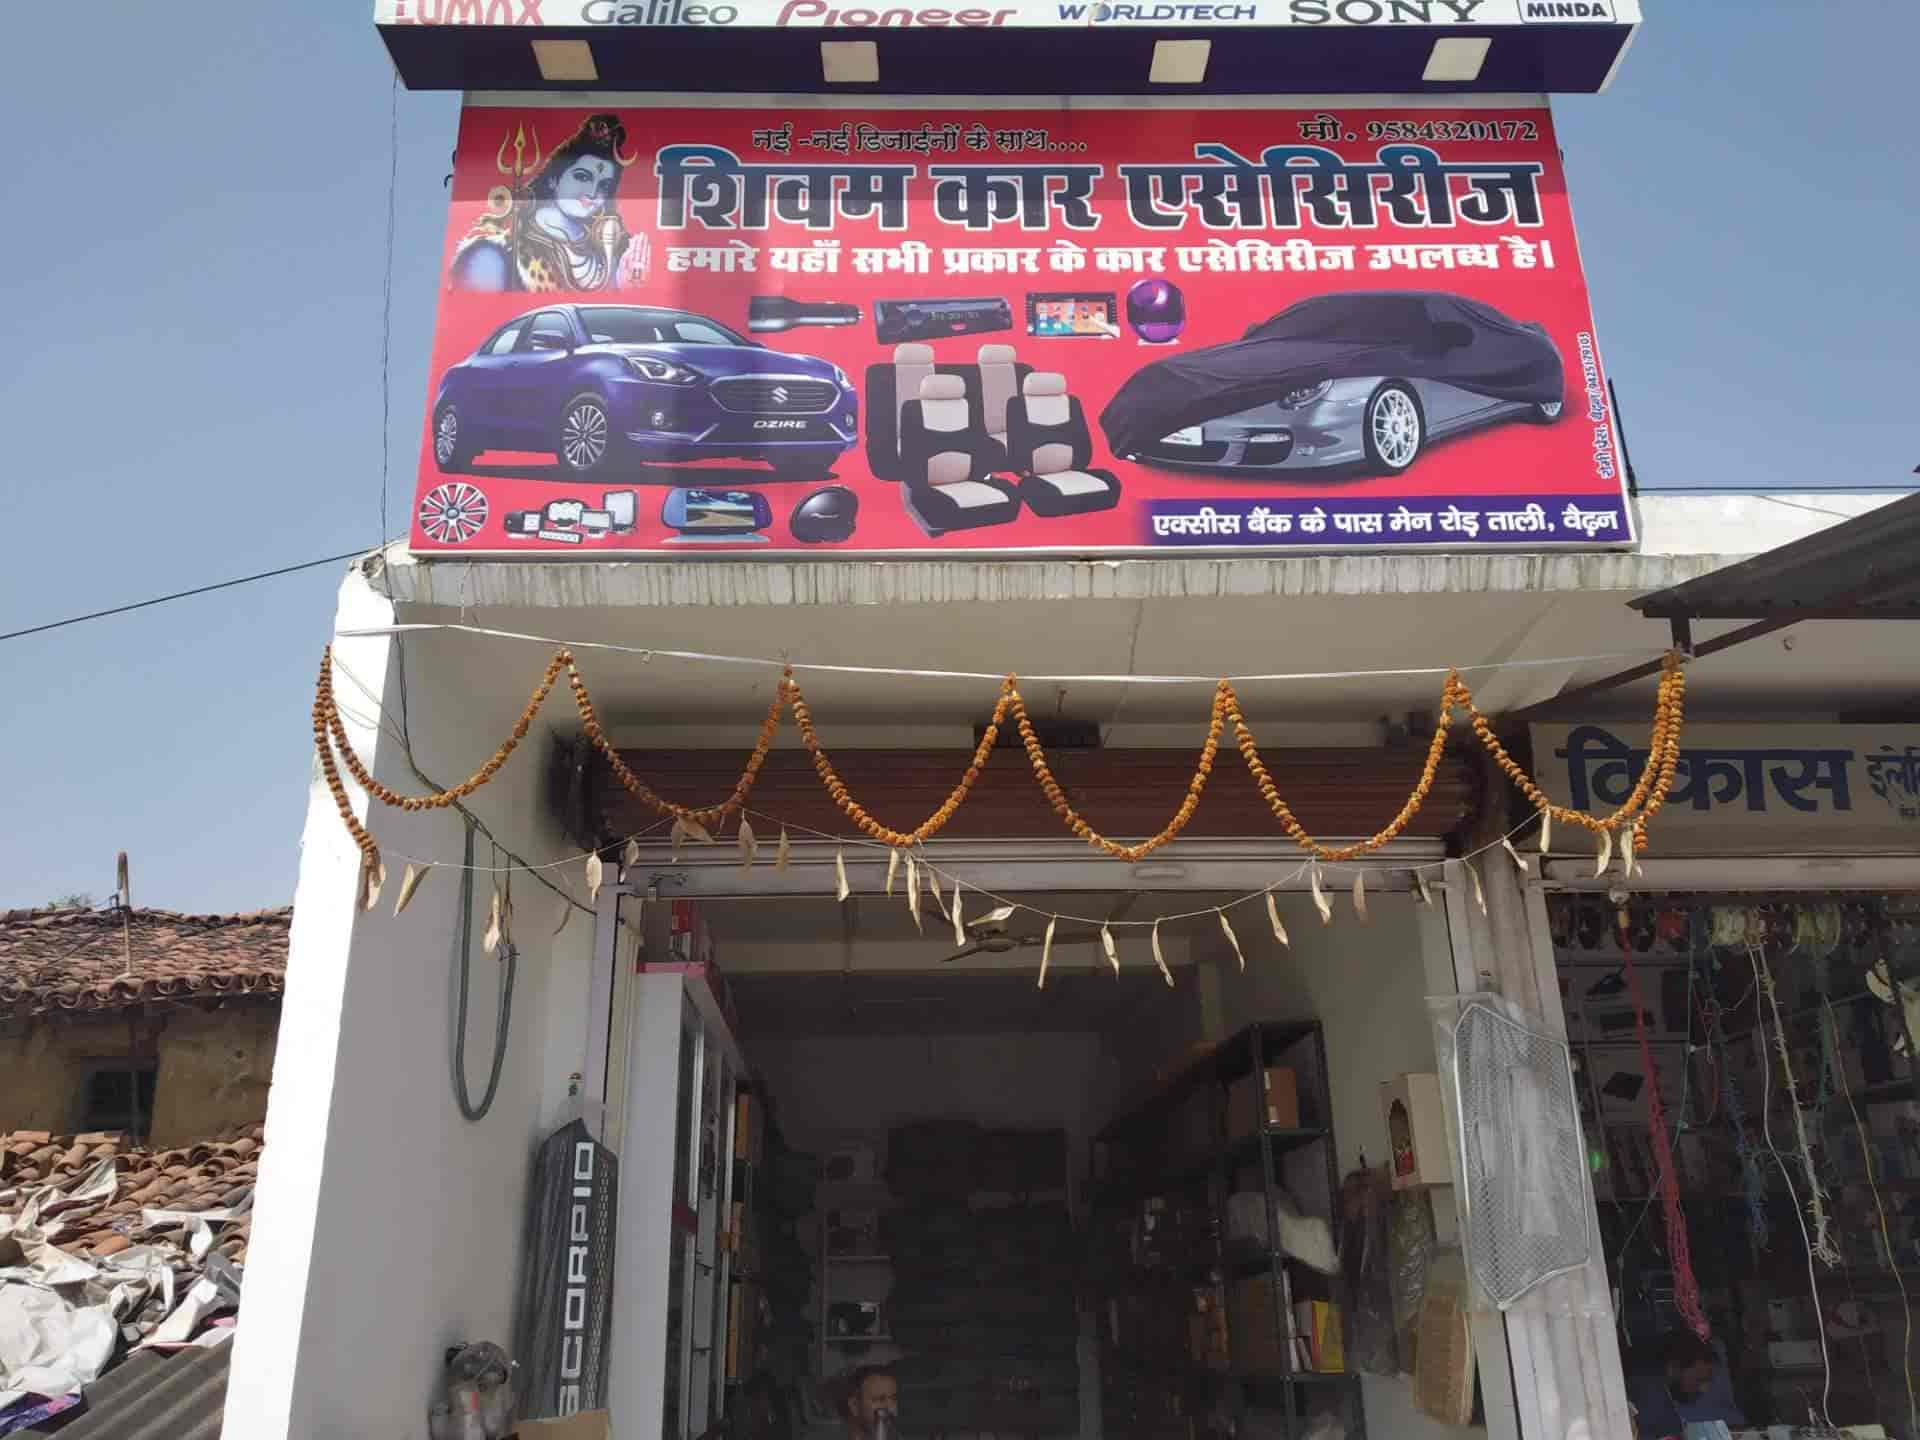 LUMAX Galileo Pioneer WORLDTECH SONY MINDA
नई -नई डिजाईनों के साथ....
मो. 9584320172
शिवम कार एसेसिरीज
हमारे यहाँ सभी प्रकार के कार एसेसिरीज उपलब्ध है।
DZIRE
एक्सीस बैंक के पास मेन रोड़ ताली, वैढ़न
विकास
SCORPIO